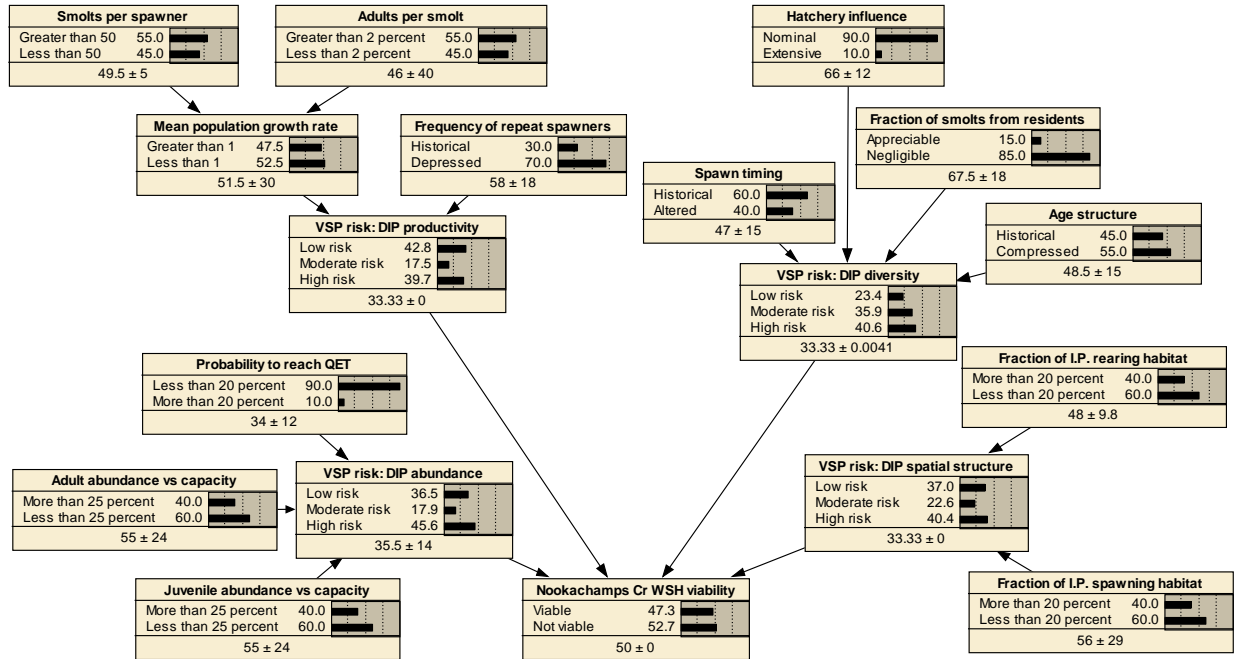 Smolts per spawner
Greater than 50 55.0
Less than 50 45.0
49.5 ± 5
Adults per smolt
Greater than 2 percent 55.0
Less than 2 percent 45.0
46 ± 40
Hatchery influence
Nominal 90.0
Extensive 10.0
66 ± 12
Mean population growth rate
Greater than 1 47.5
Less than 1 52.5
51.5 ± 30
Frequency of repeat spawners
Historical 30.0
Depressed 70.0
58 ± 18
Fraction of smolts from residents
Appreciable 15.0
Negligible 85.0
67.5 ± 18
Spawn timing
Historical 60.0
Altered 40.0
47 ± 15
Age structure
Historical 45.0
Compressed 55.0
48.5 ± 15
VSP risk: DIP productivity
Low risk 42.8
Moderate risk 17.5
High risk 39.7
33.33 ± 0
VSP risk: DIP diversity
Low risk 23.4
Moderate risk 35.9
High risk 40.6
33.33 ± 0.0041
Probability to reach QET
Less than 20 percent 90.0
More than 20 percent 10.0
34 ± 12
Fraction of I.P. rearing habitat
More than 20 percent 40.0
Less than 20 percent 60.0
48 ± 9.8
Adult abundance vs capacity
More than 25 percent 40.0
Less than 25 percent 60.0
55 ± 24
VSP risk: DIP abundance
Low risk 36.5
Moderate risk 17.9
High risk 45.6
35.5 ± 14
VSP risk: DIP spatial structure
Low risk 37.0
Moderate risk 22.6
High risk 40.4
33.33 ± 0
Juvenile abundance vs capacity
More than 25 percent 40.0
Less than 25 percent 60.0
55 ± 24
Nookachamps Cr WSH viability
Viable 47.3
Not viable 52.7
50 ± 0
Fraction of I.P. spawning habitat
More than 20 percent 40.0
Less than 20 percent 60.0
56 ± 29